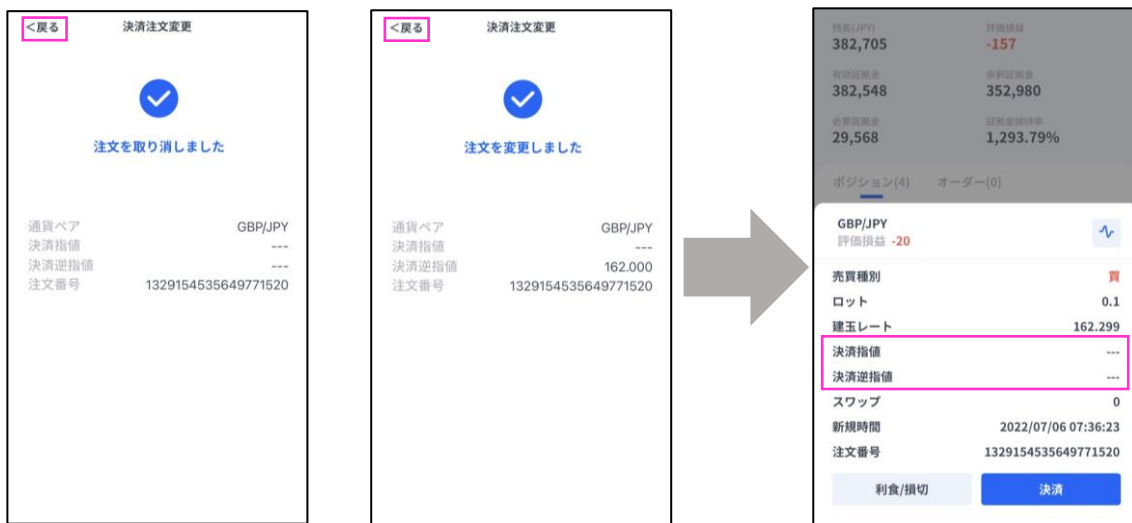 <戻る 決済注文変更
注文を取り消しました
通貨ペア GBP/JPY
決済指値 ---
決済逆指値 ---
注文番号 1329154535649771520
<戻る 決済注文変更
注文を変更しました
通貨ペア GBP/JPY
決済指値 ---
決済逆指値 162.000
注文番号 1329154535649771520
残高(JPY) 評価損益
382,705 -157
有効証拠金 余剰証拠金
382,548 352,980
必要証拠金 証拠金維持率
29,568 1,293.79%
ポジション(4) オーダー(0)
GBP/JPY
評価損益 -20
売買種別 買
ロット 0.1
建玉レート 162.299
決済指値 ---
決済逆指値 ---
スワップ 0
新規時間 2022/07/06 07:36:23
注文番号 1329154535649771520
利食/損切 決済